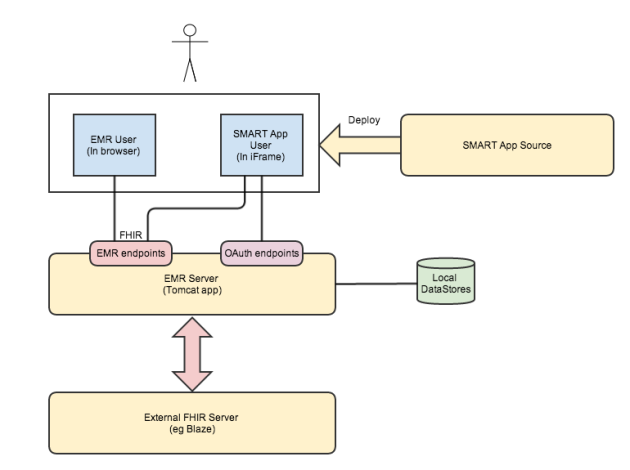 Deploy
EMR User
(In browser)
SMART App
User
(In iFrame)
SMART App Source
FHIR
EMR endpoints
OAuth endpoints
EMR Server
(Tomcat app)
Local
DataStores
External FHIR Server
(eg Blaze)